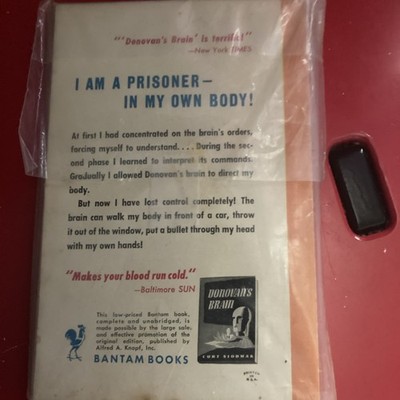 "'Donovan's Brain' is terrific!"
—New York TIMES
I AM A PRISONER—
IN MY OWN BODY!
At first I had concentrated on the brain's orders,
forcing myself to understand. . . . During the sec-
ond phase I learned to interpret its commands.
Gradually I allowed Donovan's brain to direct my
body.
But now I have lost control completely! The
brain can walk my body in front of a car, throw
it out of the window, put a bullet through my head
with my own hands!
"Makes your blood run cold."
—Baltimore SUN
This low-priced Bantam book,
complete and unabridged, is
made possible by the large sale,
and effective promotion of the
original edition, published by
Alfred A. Knopf, Inc.
BANTAM BOOKS
DONOVAN'S
BRAIN
CURT SIODMAK
PRINTED
IN
U.S.A.